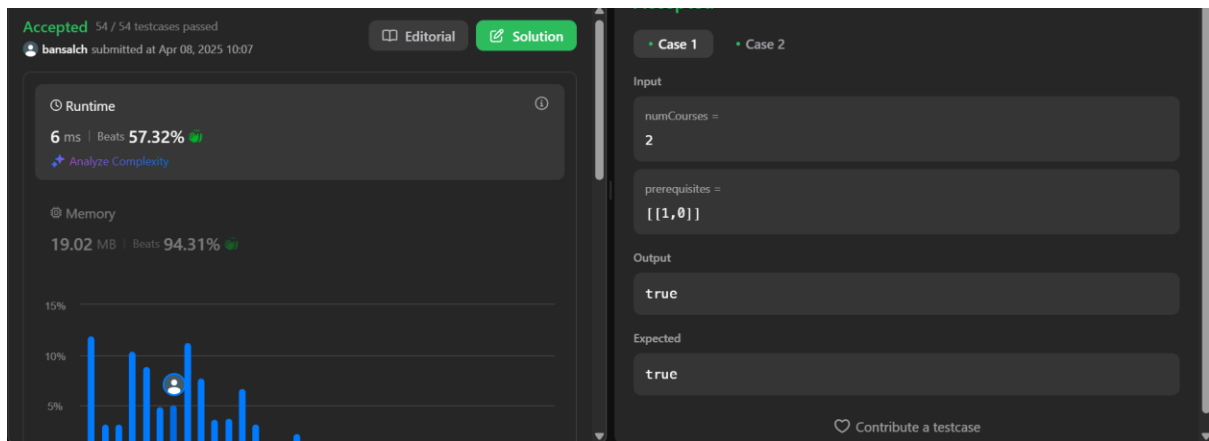 Accepted 54 / 54 testcases passed
bansalch submitted at Apr 08, 2025 10:07
Editorial
Solution
Runtime
6 ms | Beats 57.32%
Analyze Complexity
Memory
19.02 MB | Beats 94.31%
15%
10%
5%
Accepted
• Case 1 • Case 2
Input
numCourses =
2
prerequisites =
[[1,0]]
Output
true
Expected
true
Contribute a testcase